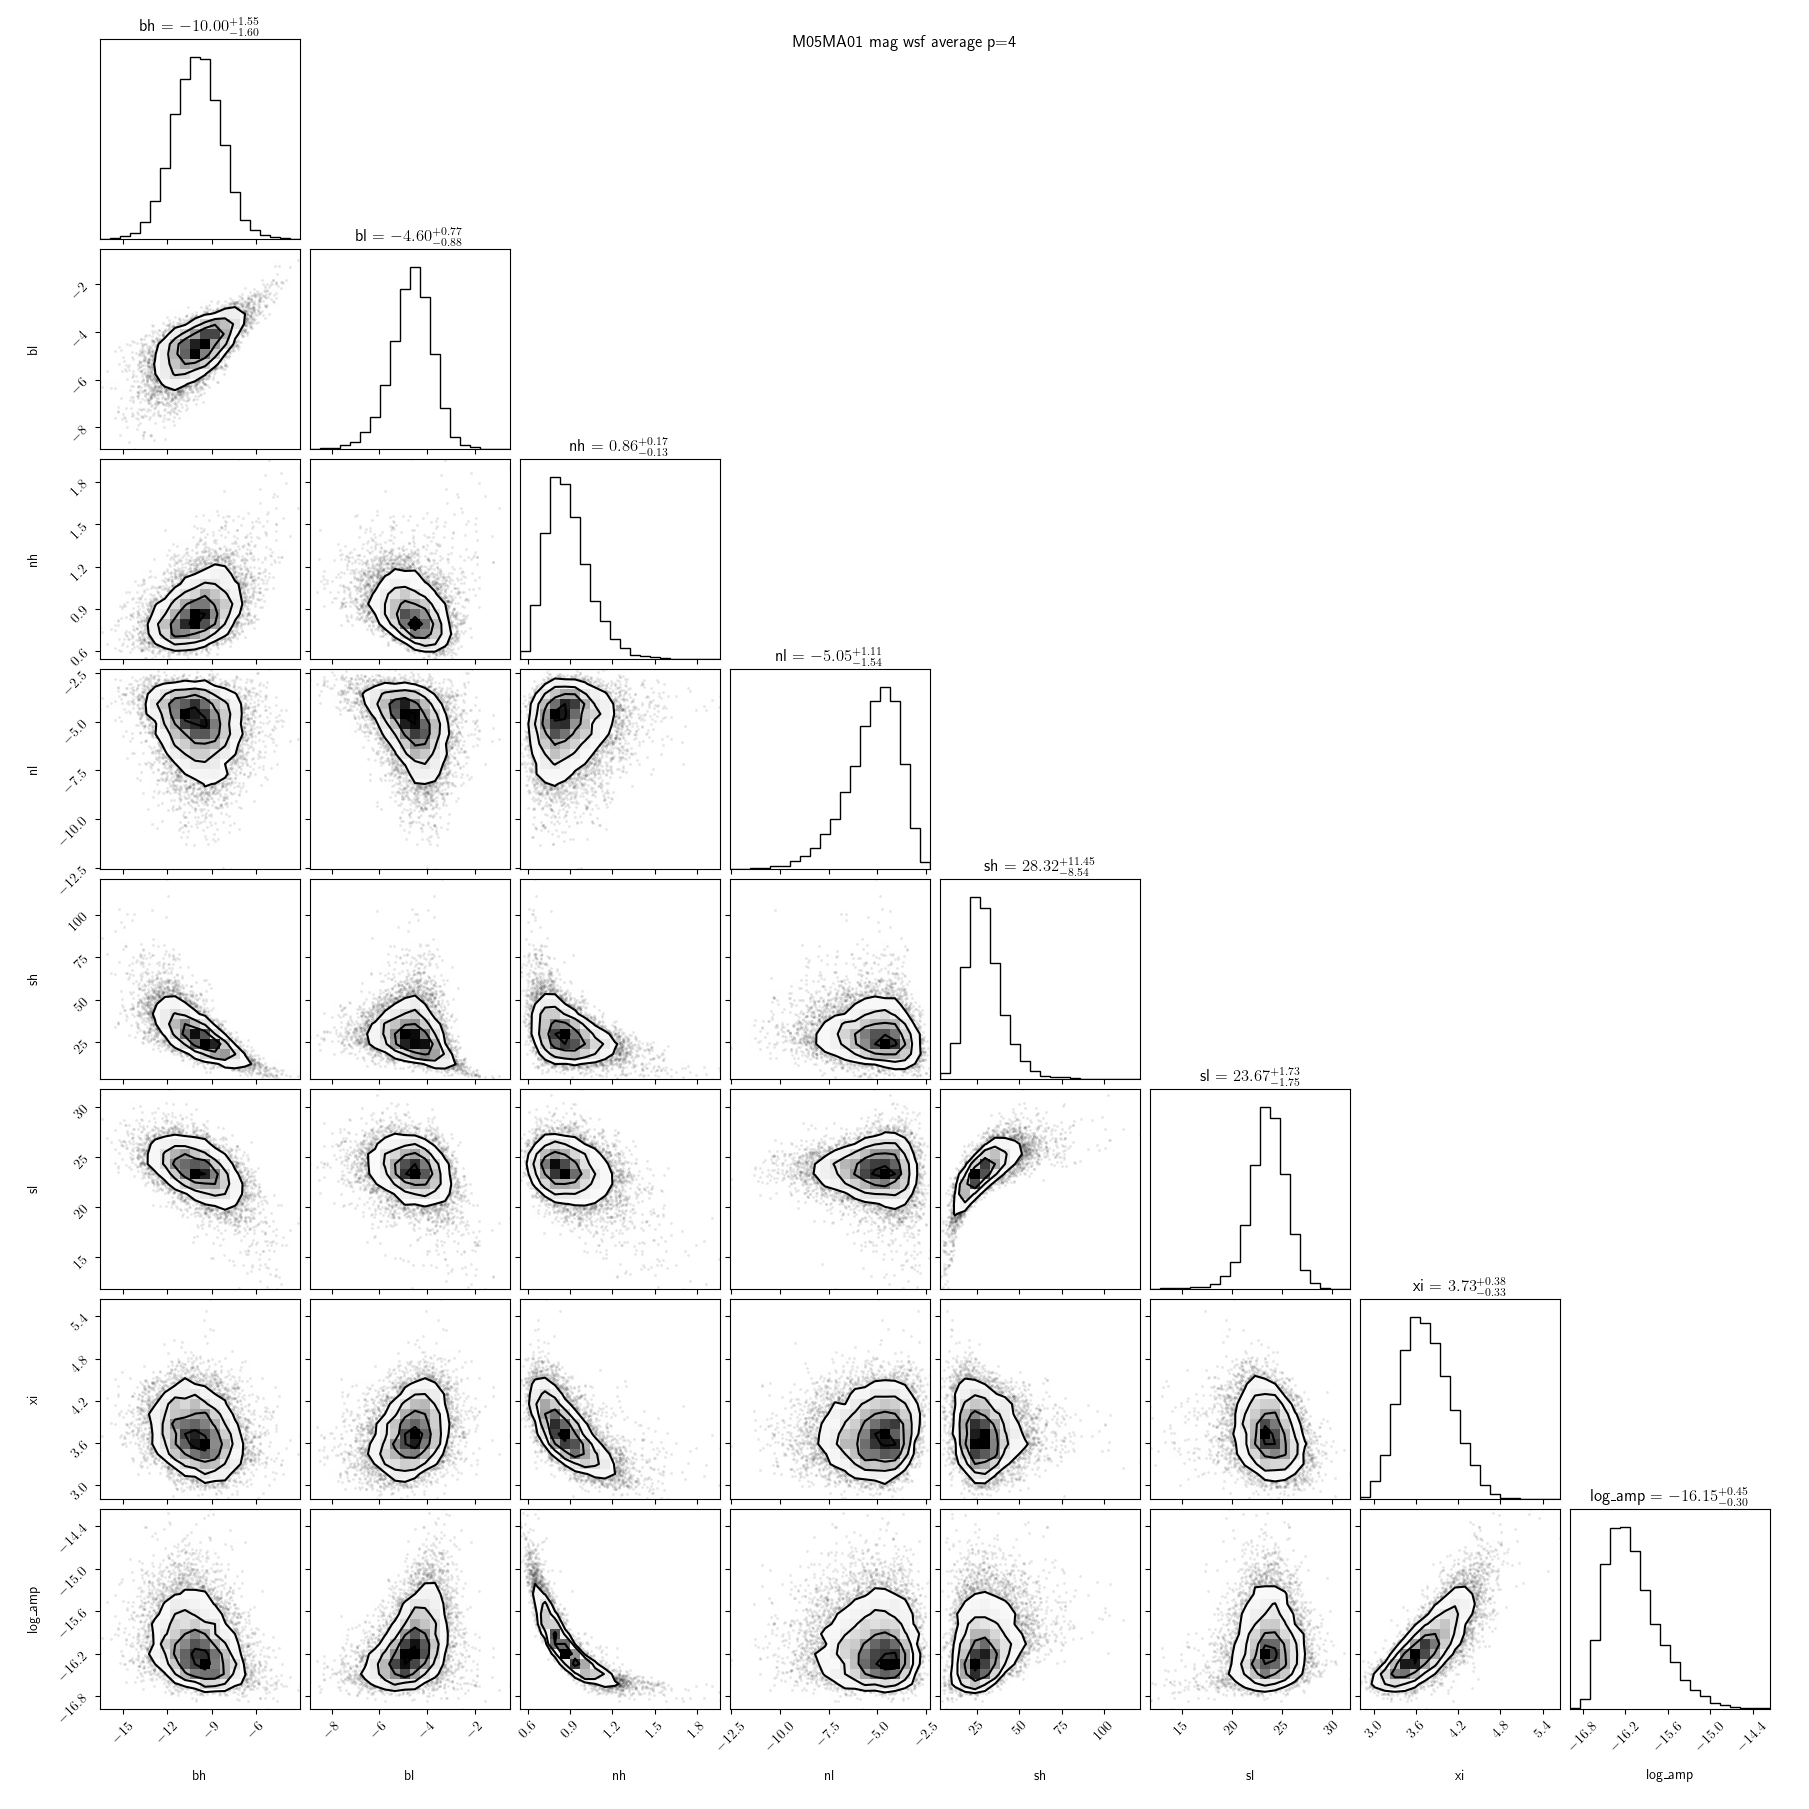 M05MA01 mag wsf average p=4
bh = −10.00+1.55−1.60
bl = −4.60+0.77−0.88
nh = 0.86+0.17−0.13
nl = −5.05+1.11−1.54
sh = 28.32+11.45−8.54
sl = 23.67+1.73−1.75
xi = 3.73+0.38−0.33
log_amp = −16.15+0.45−0.30
bl
−2
−4
−6
−8
nh
1.8
1.5
1.2
0.9
0.6
nl
−2.5
−5.0
−7.5
−10.0
−12.5
sh
100
75
50
25
sl
30
25
20
15
xi
5.4
4.8
4.2
3.6
3.0
log_amp
−14.4
−15.0
−15.6
−16.2
−16.8
−15 −12 −9 −6
−8 −6 −4 −2
0.6 0.9 1.2 1.5 1.8
−12.5 −10.0 −7.5 −5.0 −2.5
25 50 75 100
15 20 25 30
3.0 3.6 4.2 4.8 5.4
−16.8 −16.2 −15.6 −15.0 −14.4
bh bl nh nl sh sl xi log_amp